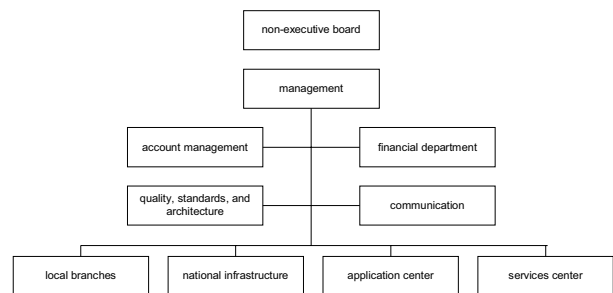 non-executive board
management
account management
financial department
quality, standards, and
architecture
communication
local branches
national infrastructure
application center
services center